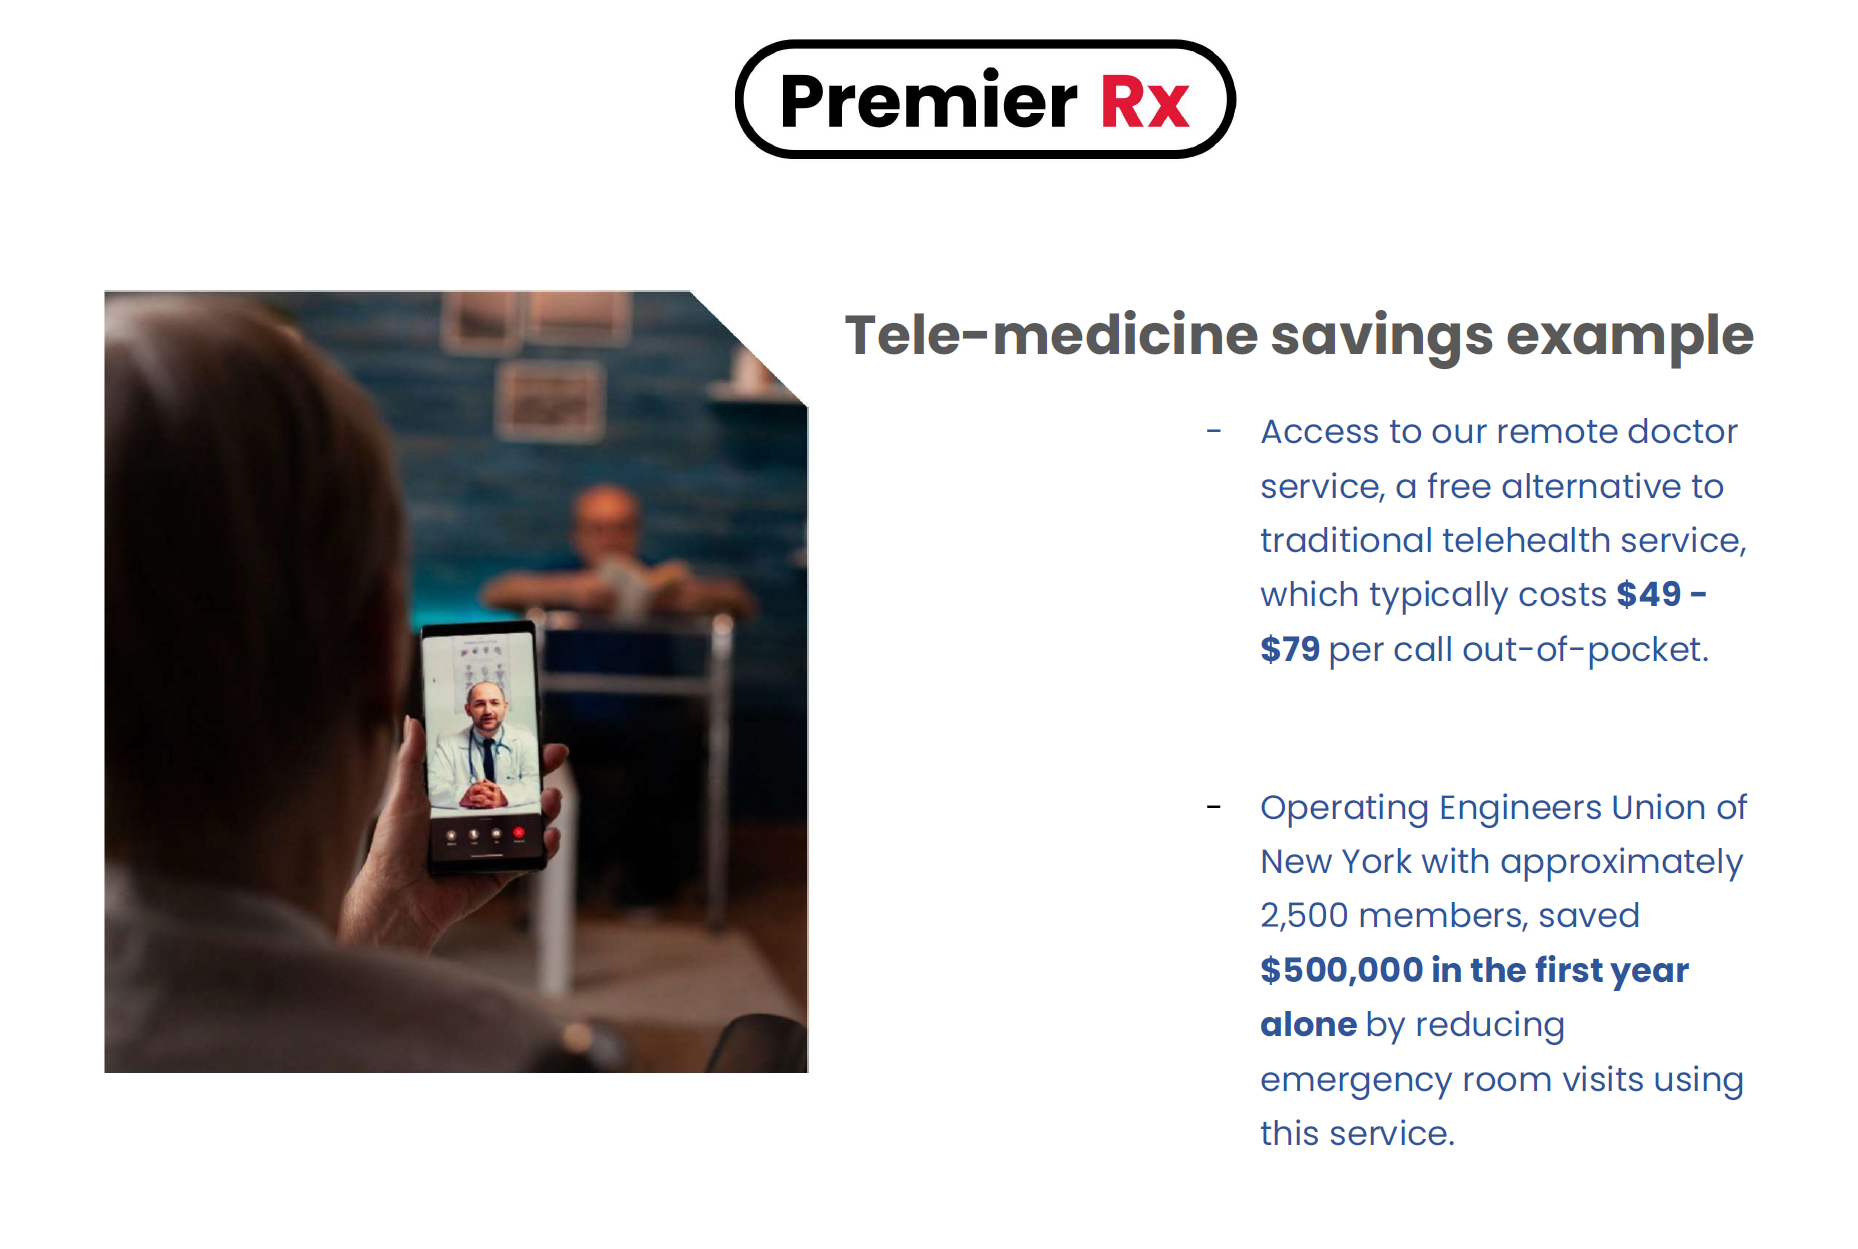 Premier Rx
Tele-medicine savings example
- Access to our remote doctor
service, a free alternative to
traditional telehealth service,
which typically costs $49 -
$79 per call out-of-pocket.
- Operating Engineers Union of
New York with approximately
2,500 members, saved
$500,000 in the first year
alone by reducing
emergency room visits using
this service.